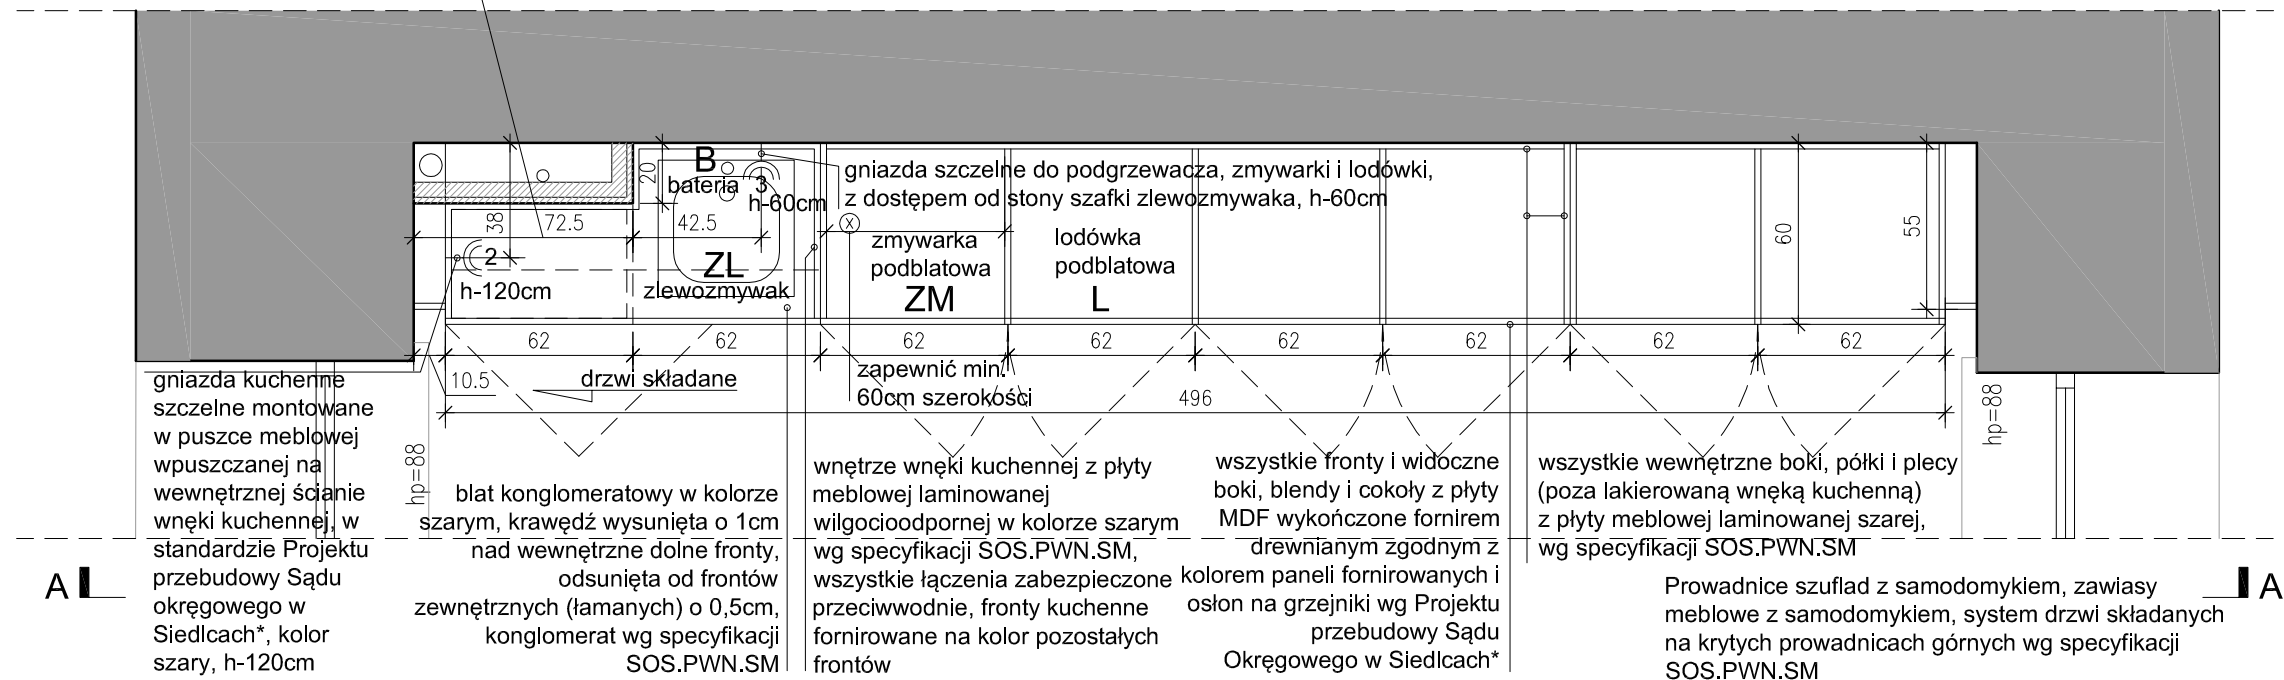 B
bateria
3
h-60cm
20
38
72.5
42.5
gniazda szczelne do podgrzewacza, zmywarki i lodówki,
z dostępem od stony szafki zlewozmywaka, h-60cm
x
2
h-120cm
ZL
zlewozmywak
zmywarka
podblatowa
ZM
lodówka
podblatowa
L
60
55
62
62
62
62
62
62
62
62
10.5
drzwi składane
zapewnić min.
60cm szerokości
496
hp=88
hp=88
gniazda kuchenne
szczelne montowane
w puszce meblowej
wpuszczanej na
wewnętrznej ścianie
wnęki kuchennej, w
standardzie Projektu
przebudowy Sądu
okręgowego w
Siedlcach*, kolor
szary, h-120cm
blat konglomeratowy w kolorze
szarym, krawędź wysunięta o 1cm
nad wewnętrzne dolne fronty,
odsunięta od frontów
zewnętrznych (łamanych) o 0,5cm,
konglomerat wg specyfikacji
SOS.PWN.SM
wnętrze wnęki kuchennej z płyty
meblowej laminowanej
wilgocioodpornej w kolorze szarym
wg specyfikacji SOS.PWN.SM,
wszystkie łączenia zabezpieczone
przeciwwodnie, fronty kuchenne
fornirowane na kolor pozostałych
frontów
wszystkie fronty i widoczne
boki, blendy i cokoły z płyty
MDF wykończone fornirem
drewnianym zgodnym z
kolorem paneli fornirowanych i
osłon na grzejniki wg Projektu
przebudowy Sądu
Okręgowego w Siedlcach*
wszystkie wewnętrzne boki, półki i plecy
(poza lakierowaną wnęką kuchenną)
z płyty meblowej laminowanej szarej,
wg specyfikacji SOS.PWN.SM
Prowadnice szuflad z samodomykiem, zawiasy
meblowe z samodomykiem, system drzwi składanych
na krytych prowadnicach górnych wg specyfikacji
SOS.PWN.SM
A
A